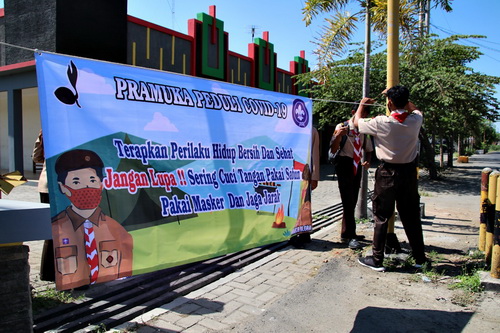 PRAMUKA PEDULI COVID-19
Terapkan Perilaku Hidup Bersih Dan Sehat
Jangan Lupa !! Sering Cuci Tangan Pakai Sabun
Pakai Masker Dan Jaga Jarak